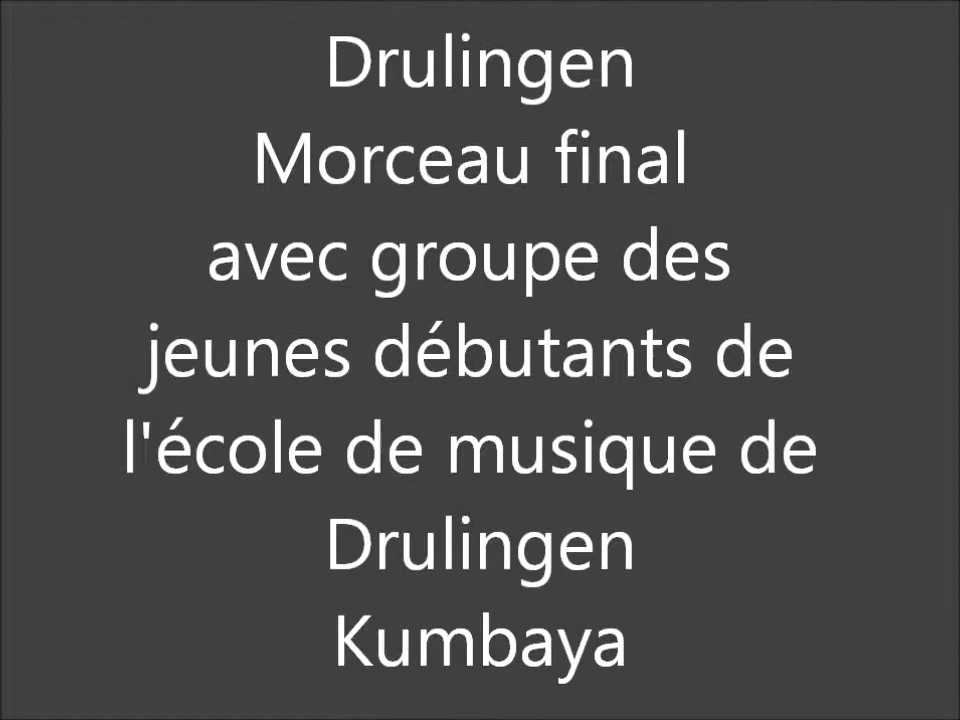 Drulingen
Morceau final
avec groupe des
jeunes débutants de
l'école de musique de
Drulingen
Kumbaya